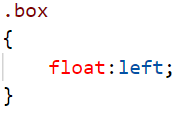 .box
{
    float:left;
}